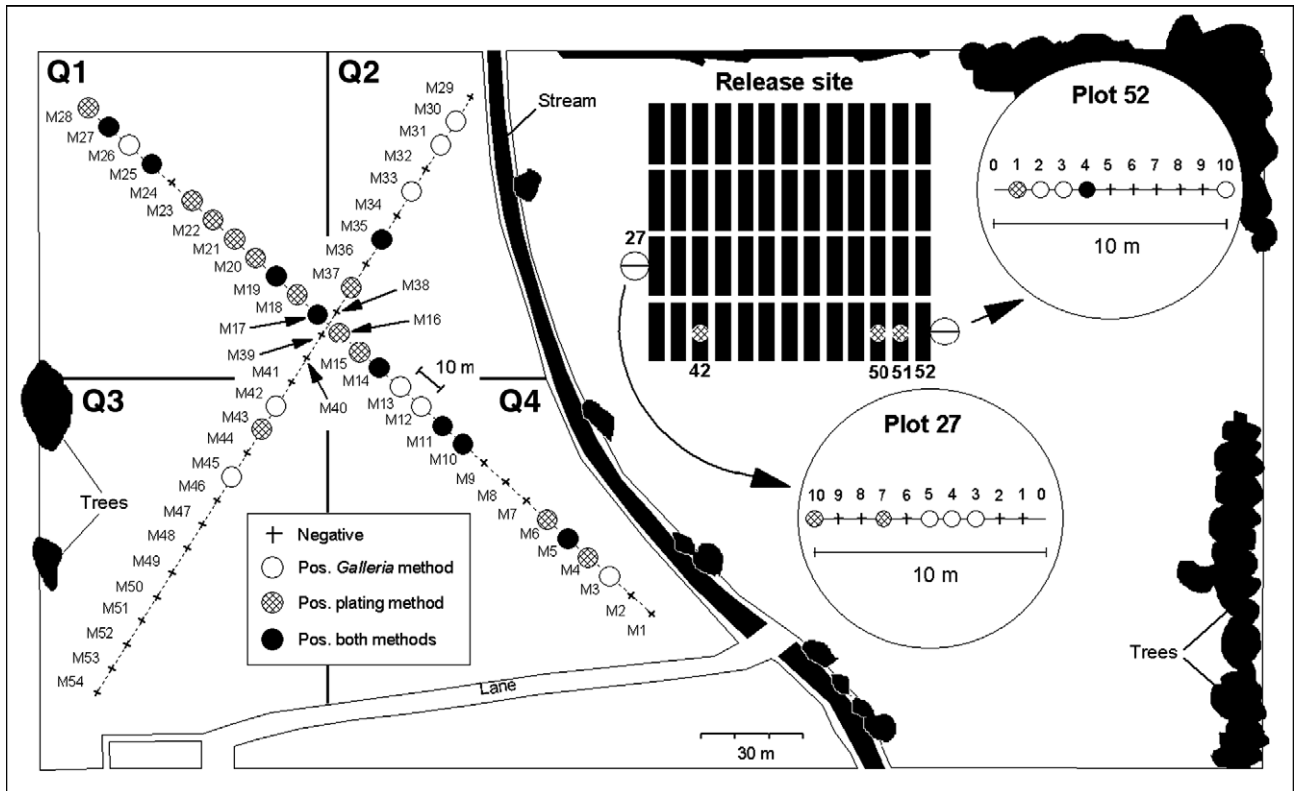 Q1
Q2
Q3
Q4
M28
M27
M26
M25
M24
M23
M22
M21
M20
M19
M18
M17
M39
M29
M30
M31
M32
M33
M34
M35
M36
M37
M38
M16
M15
M14
M13
M12
M11
M10
M9
M8
M7
M6
M5
M4
M3
M2
M1
M40
M41
M42
M43
M44
M45
M46
M47
M48
M49
M50
M51
M52
M53
M54
10 m
Stream
Trees
Lane
+ Negative
Pos. Galleria method
Pos. plating method
Pos. both methods
30 m
Release site
27
42
50 51 52
Plot 52
0 1 2 3 4 5 6 7 8 9 10
10 m
Plot 27
10 9 8 7 6 5 4 3 2 1 0
10 m
Trees